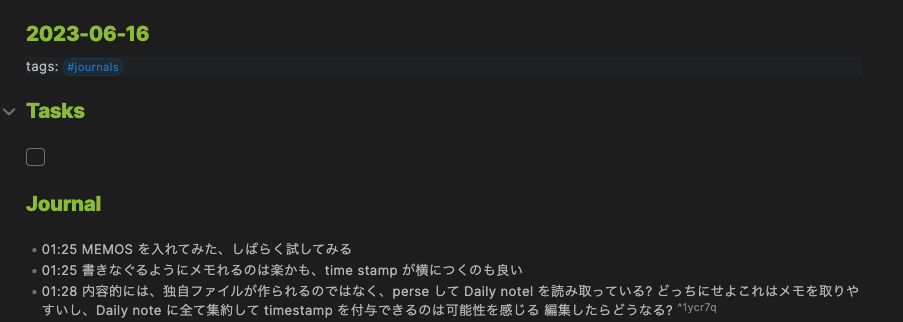 2023-06-16
tags: #journals
Tasks
Journal
01:25 MEMOS を入れてみた、しばらく試してみる
01:25 書きなぐるようにメモれるのは楽かも、time stamp が横につくのも良い
01:28 内容的には、独自ファイルが作られるのではなく、perse して Daily notel を読み取っている? どっちにせよこれはメモを取りや
すいし、Daily note に全て集約して timestamp を付与できるのは可能性を感じる 編集したらどうなる? ^1ycr7q